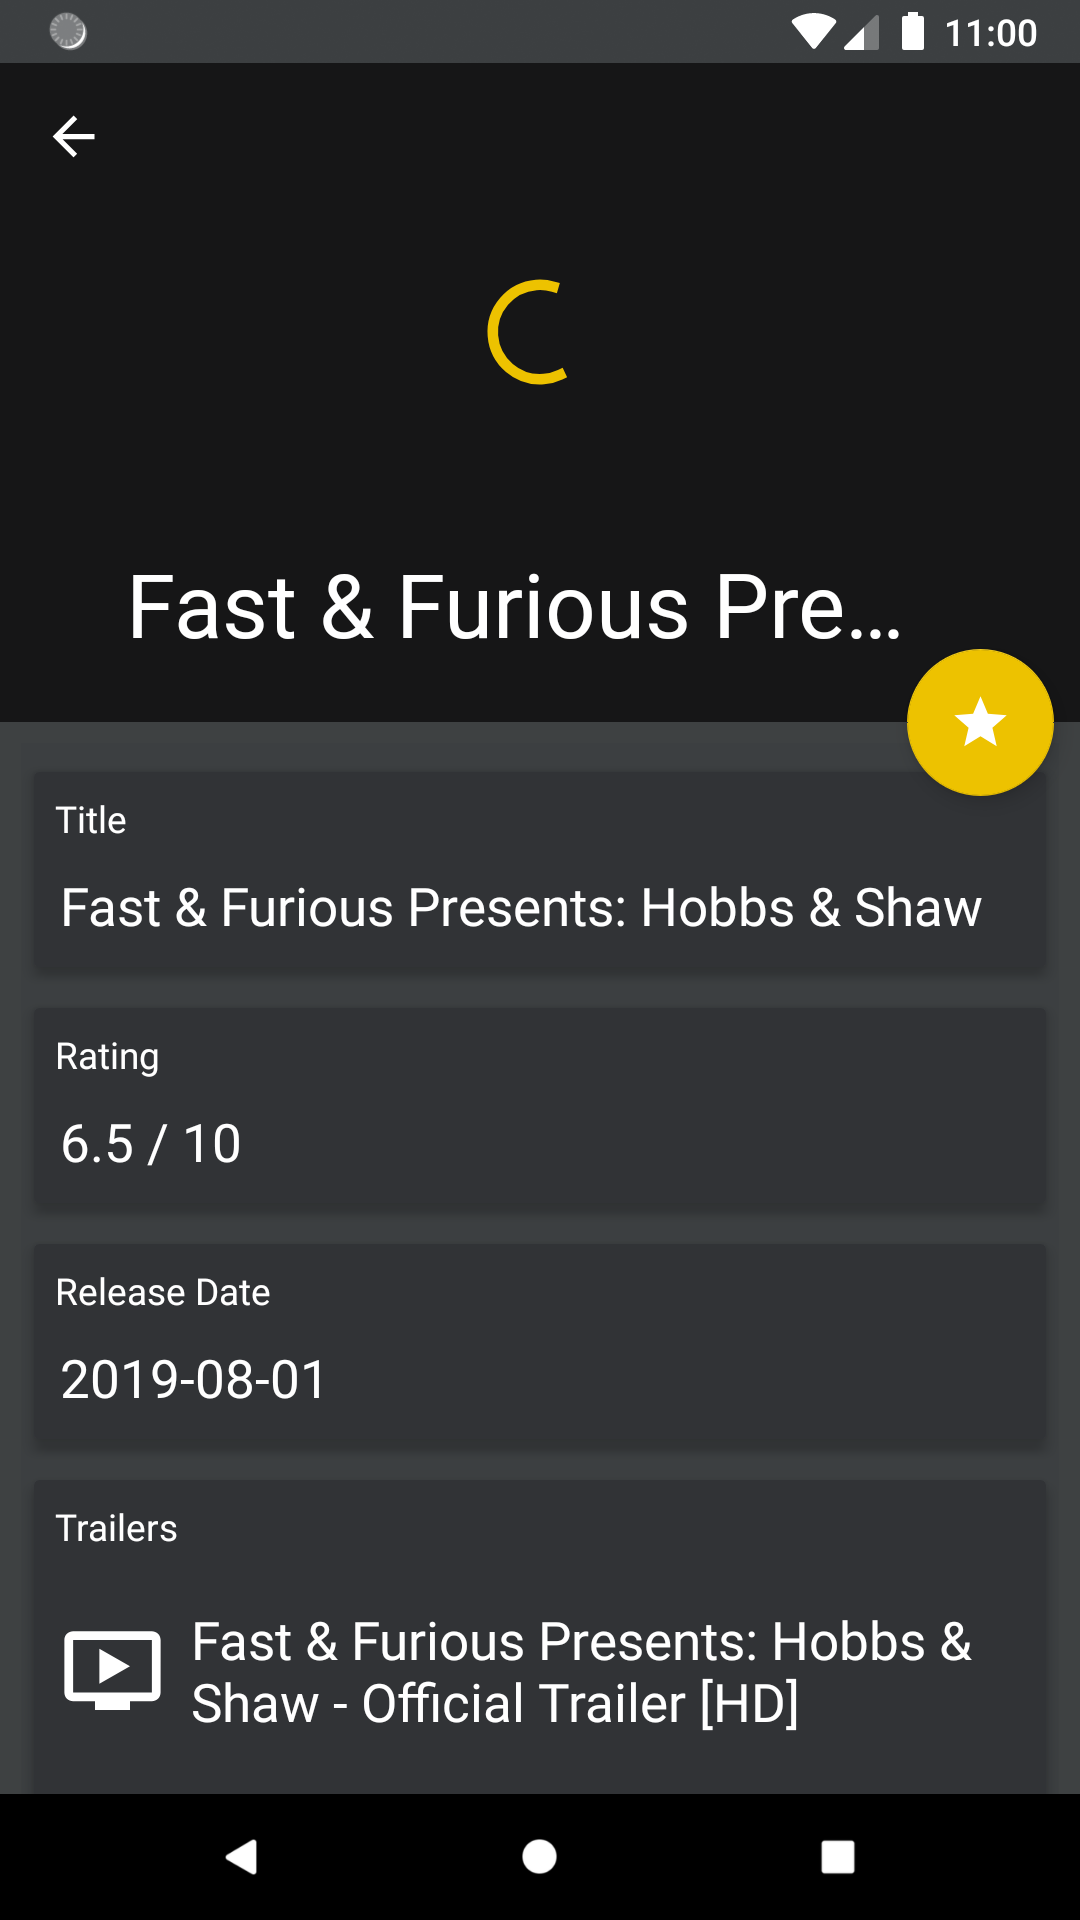 11:00
Fast & Furious Pre...
Title
Fast & Furious Presents: Hobbs & Shaw
Rating
6.5 / 10
Release Date
2019-08-01
Trailers
Fast & Furious Presents: Hobbs &
Shaw - Official Trailer [HD]